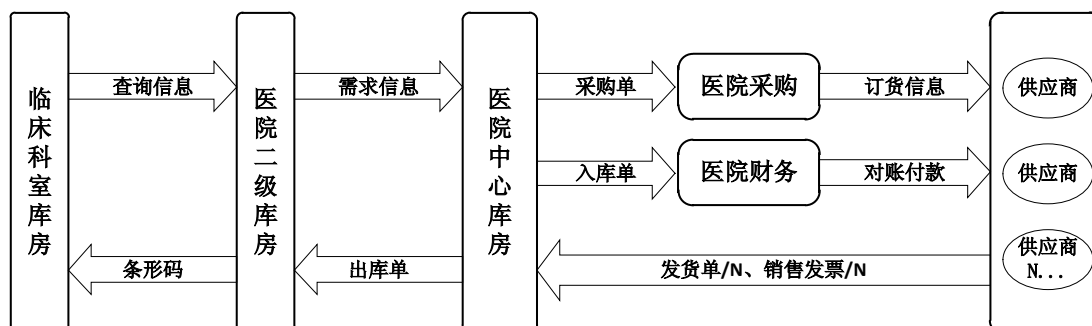 临床科室库房
查询信息
条形码
医院二级库房
需求信息
出库单
医院中心库房
采购单
医院采购
订货信息
入库单
医院财务
对账付款
发货单/N、销售发票/N
供应商
供应商
供应商
N...